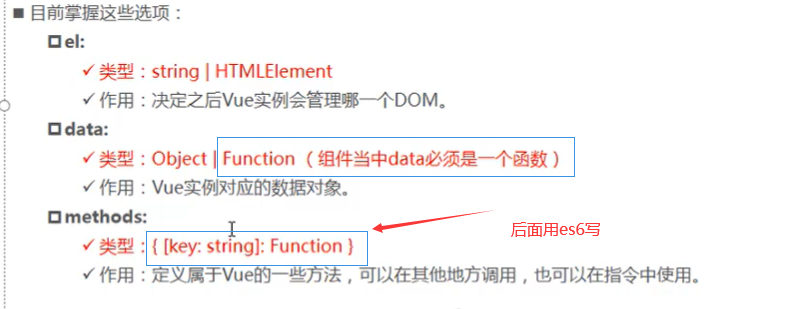 目前掌握这些选项：
el:
类型：string | HTMLElement
作用：决定之后Vue实例会管理哪一个DOM。
data:
类型：Object | Function （组件当中data必须是一个函数）
作用：Vue实例对应的数据对象。
methods:
类型：{ [key: string]: Function }
后面用es6写
作用：定义属于Vue的一些方法，可以在其他地方调用，也可以在指令中使用。